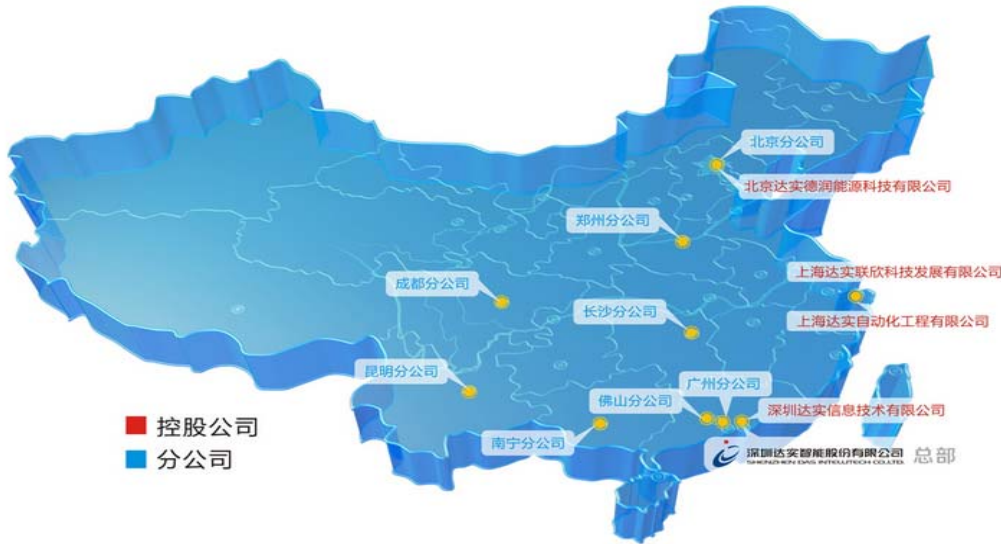 北京分公司
北京达实德润能源科技有限公司
郑州分公司
上海达实联欣科技发展有限公司
成都分公司
长沙分公司
上海达实自动化工程有限公司
昆明分公司
广州分公司
佛山分公司
深圳达实信息技术有限公司
控股公司
南宁分公司
深圳达实智能股份有限公司 总部
SHENZHEN DAS INTELLITECH CO.,LTD.
分公司